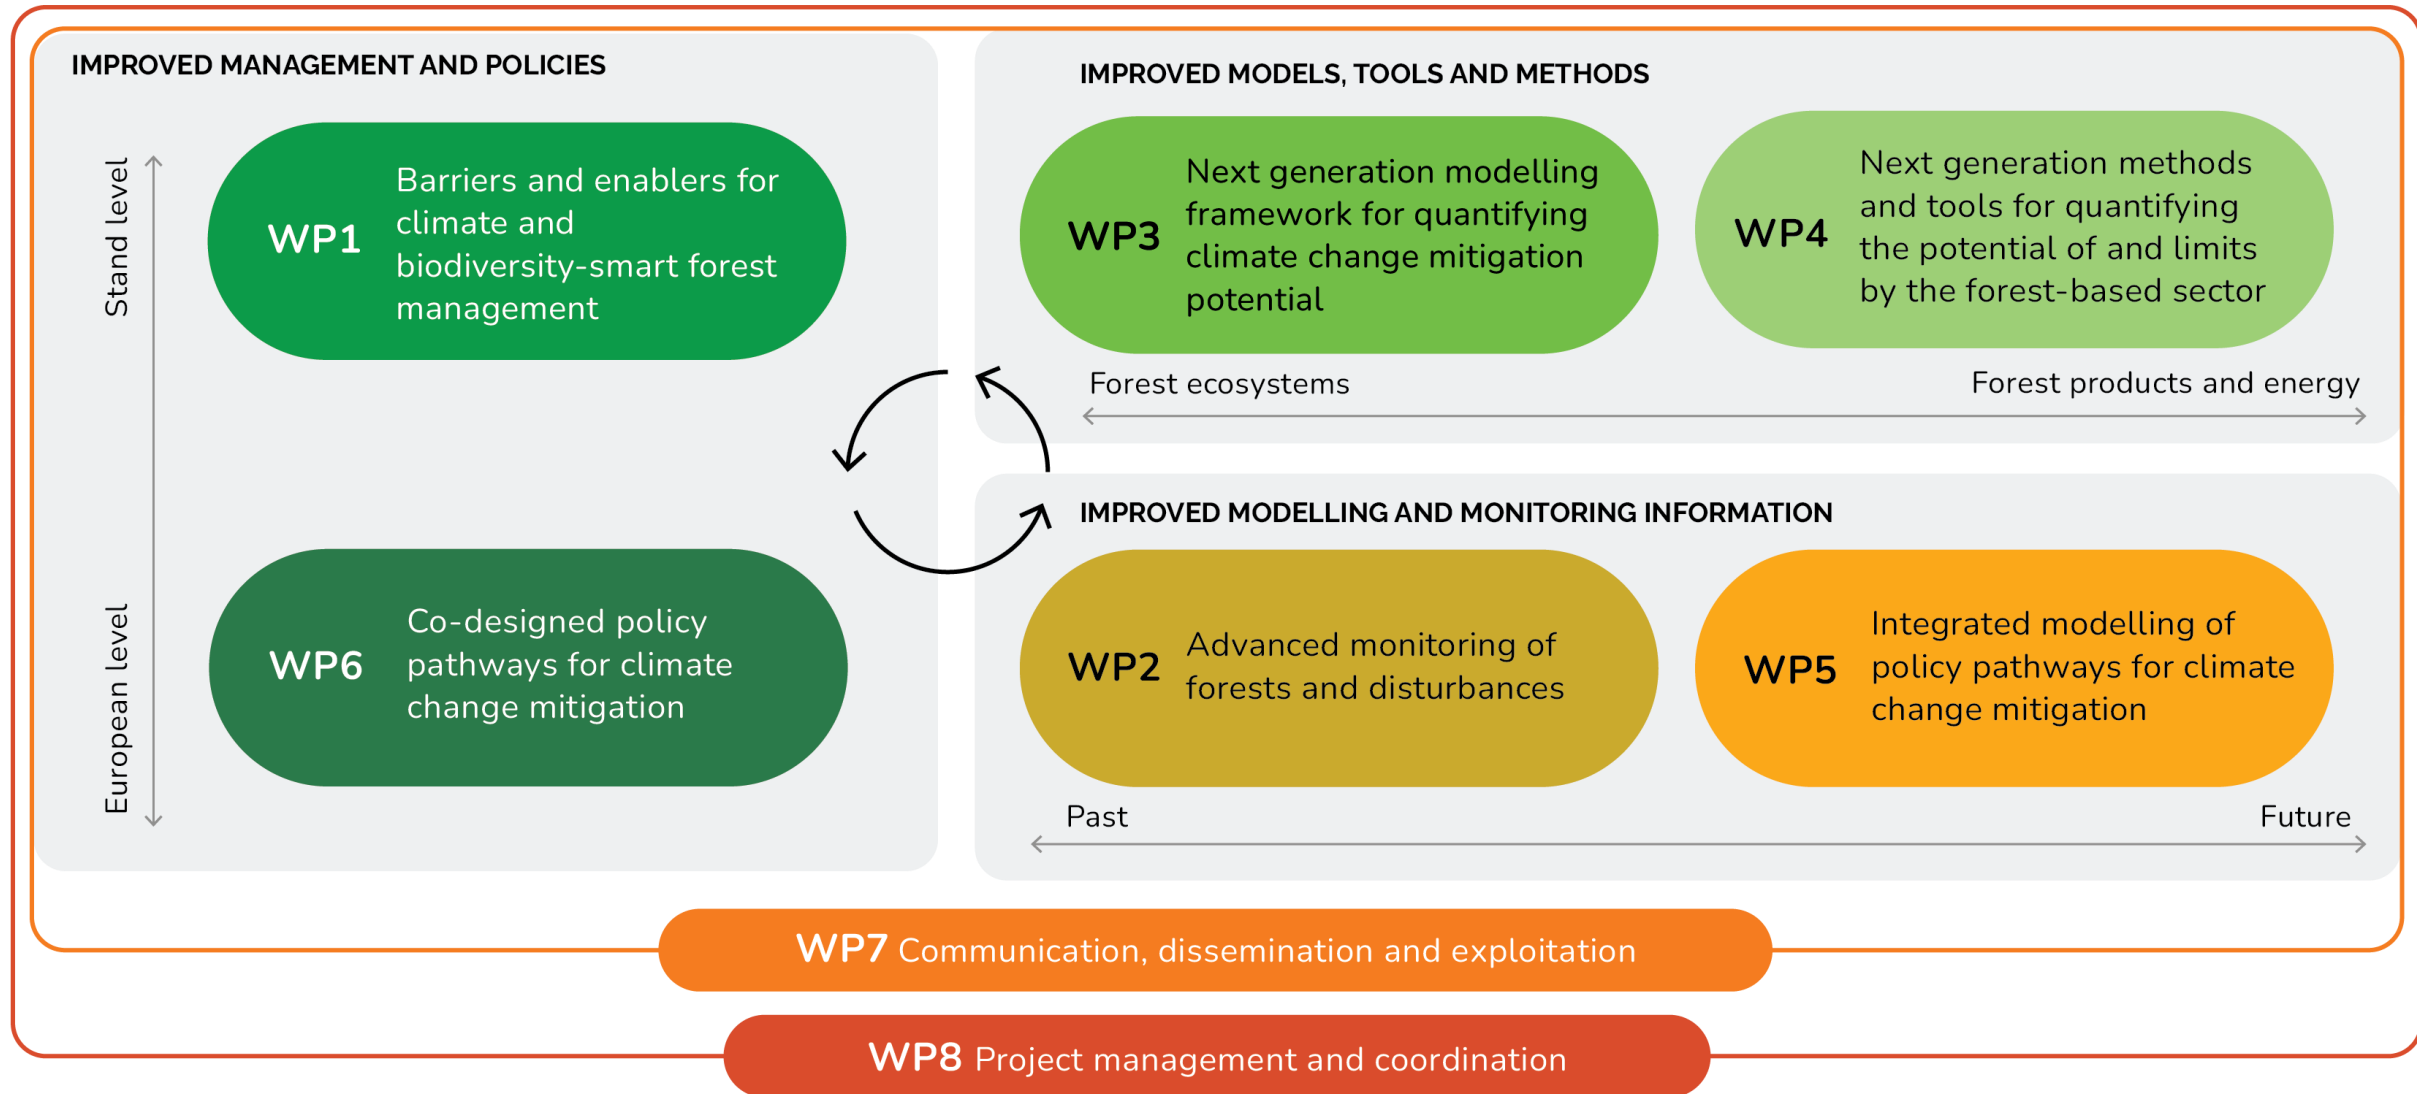 IMPROVED MANAGEMENT AND POLICIES
Stand level
European level
WP1
Barriers and enablers for
climate and
biodiversity-smart forest
management
WP6
Co-designed policy
pathways for climate
change mitigation
IMPROVED MODELS, TOOLS AND METHODS
WP3
Next generation modelling
framework for quantifying
climate change mitigation
potential
WP4
Next generation methods
and tools for quantifying
the potential of and limits
by the forest-based sector
Forest ecosystems
Forest products and energy
IMPROVED MODELLING AND MONITORING INFORMATION
WP2
Advanced monitoring of
forests and disturbances
WP5
Integrated modelling of
policy pathways for climate
change mitigation
Past
Future
WP7 Communication, dissemination and exploitation
WP8 Project management and coordination